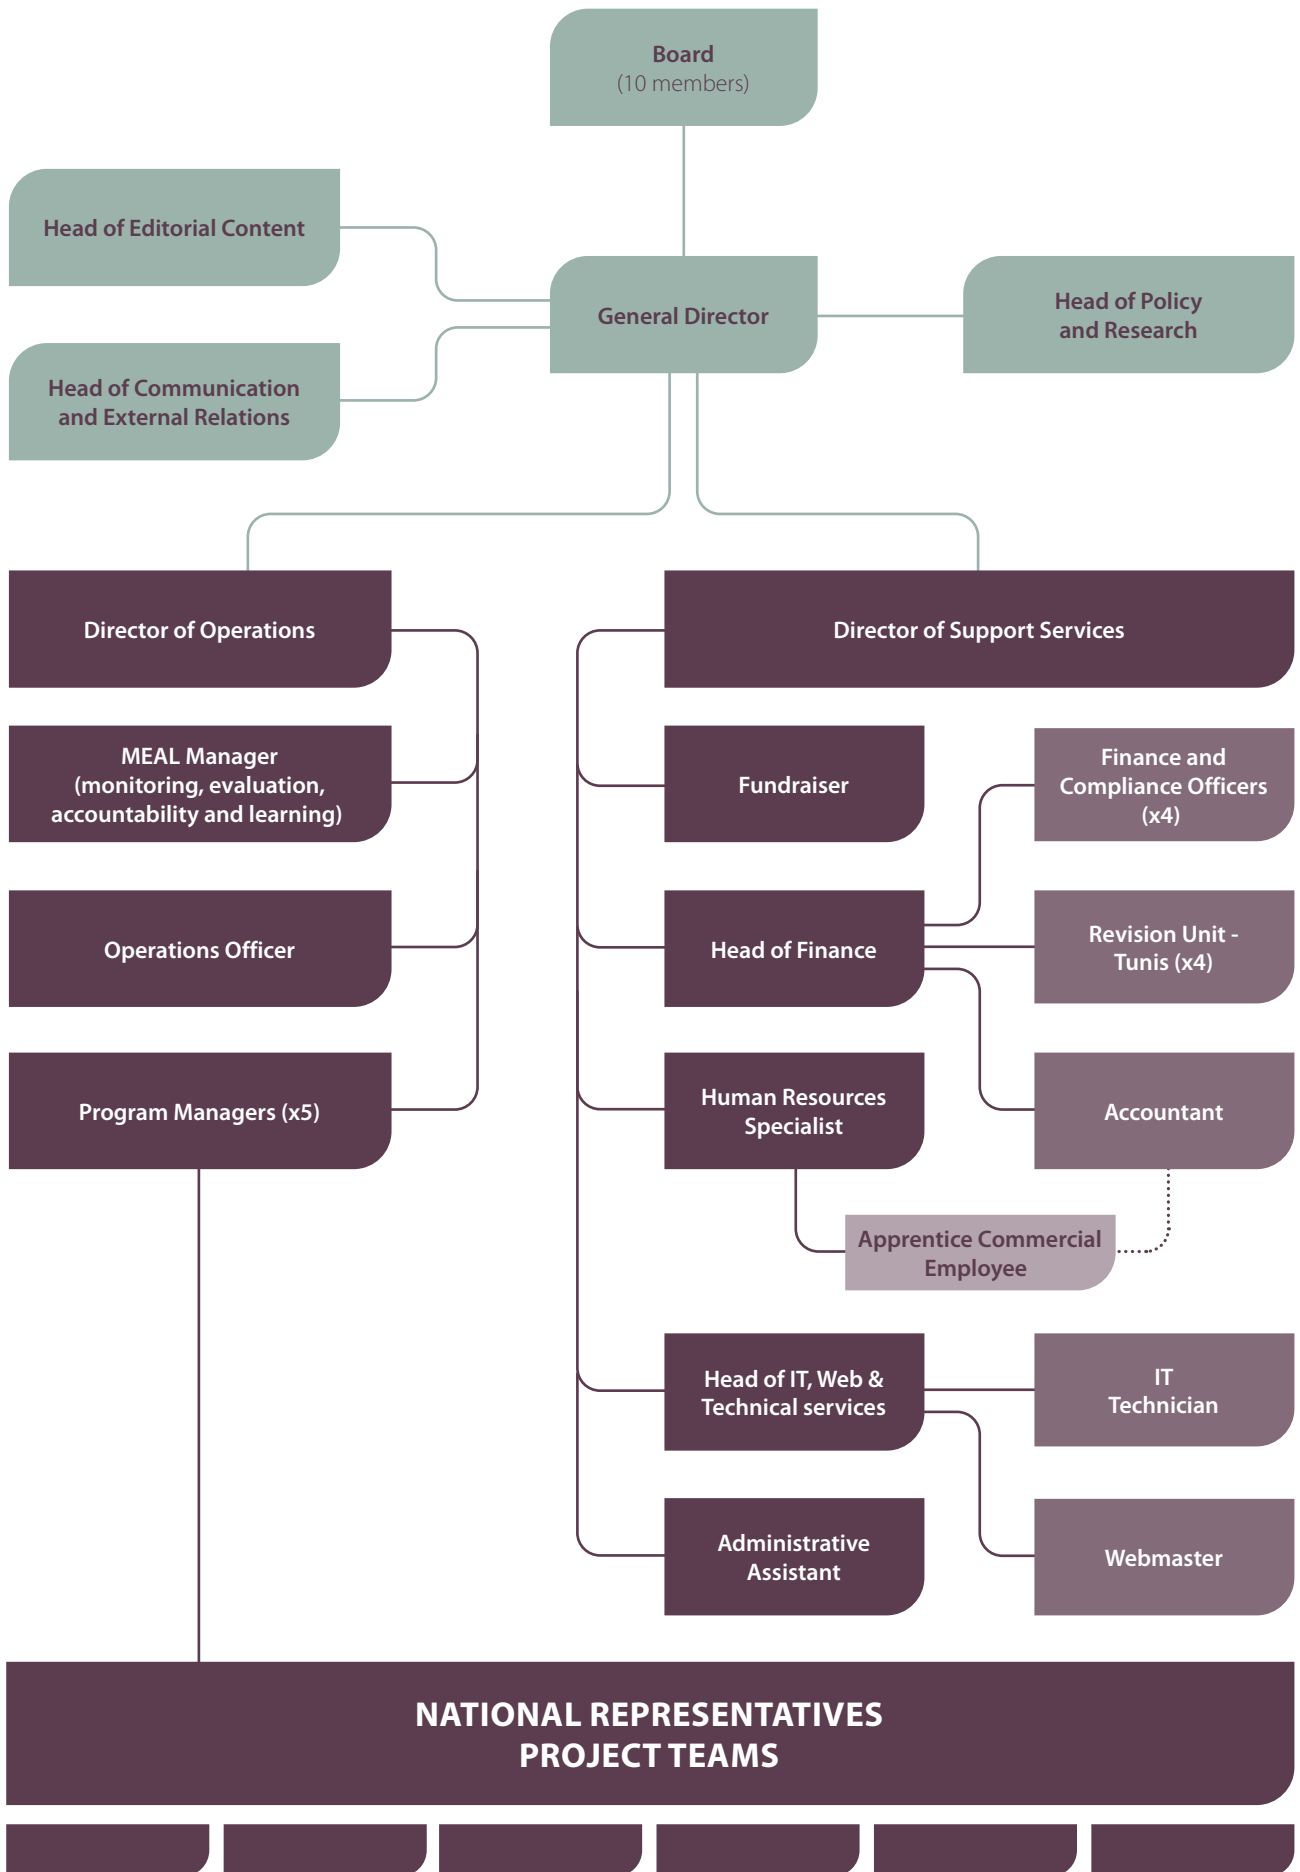 Board
(10 members)
Head of Editorial Content
General Director
Head of Policy
and Research
Head of Communication
and External Relations
Director of Operations
Director of Support Services
MEAL Manager
(monitoring, evaluation,
accountability and learning)
Fundraiser
Finance and
Compliance Officers
(x4)
Operations Officer
Head of Finance
Revision Unit -
Tunis (x4)
Program Managers (x5)
Human Resources
Specialist
Accountant
Apprentice Commercial
Employee
Head of IT, Web &
Technical services
IT
Technician
Administrative
Assistant
Webmaster
NATIONAL REPRESENTATIVES
PROJECT TEAMS